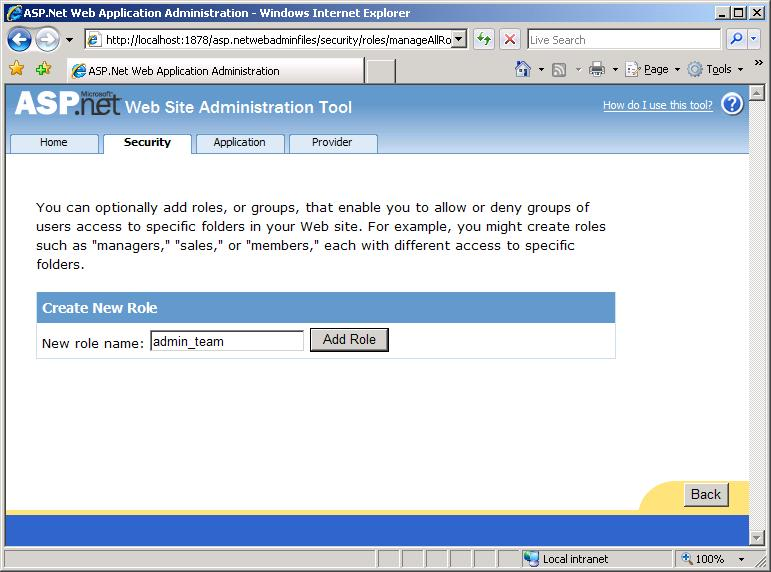 ASP.Net Web Application Administration - Windows Internet Explorer
http://localhost:1878/asp.netwebadminfiles/security/roles/manageAllRo
Live Search
ASP.Net Web Application Administration
Page
Tools
»
Microsoft
ASP.net Web Site Administration Tool
How do I use this tool? ?
Home
Security
Application
Provider
You can optionally add roles, or groups, that enable you to allow or deny groups of
users access to specific folders in your Web site. For example, you might create roles
such as "managers," "sales," or "members," each with different access to specific
folders.
Create New Role
New role name: admin_team Add Role
Back
Local intranet
100%